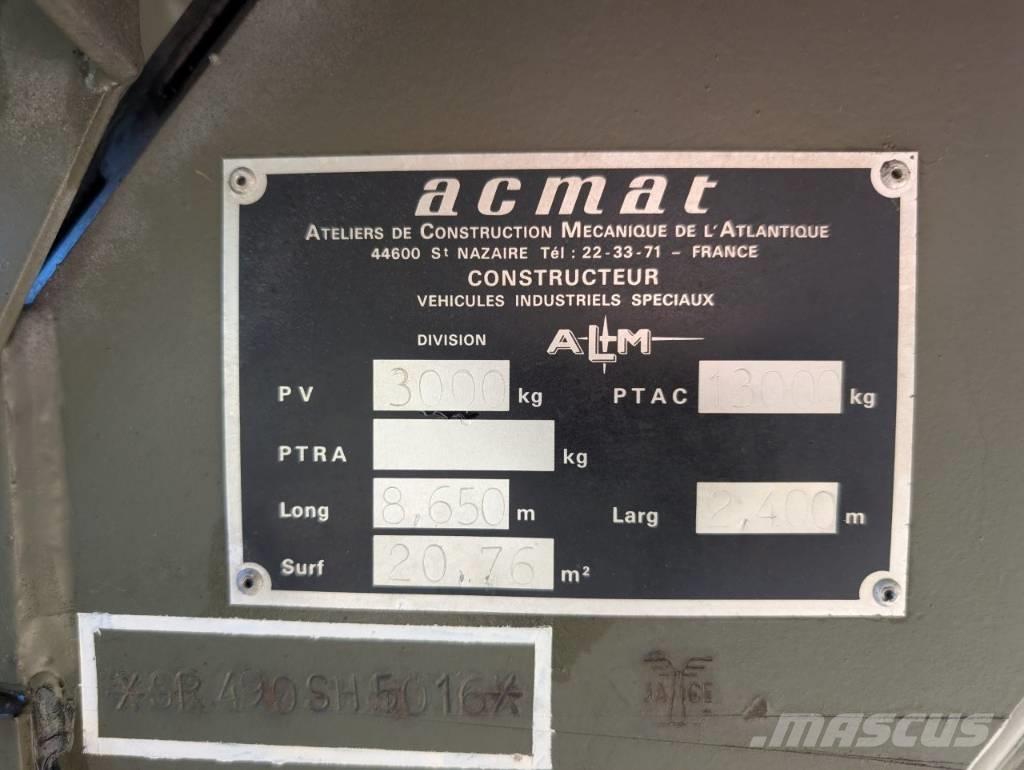 acmat
ATELIERS DE CONSTRUCTION MECANIQUE DE L'ATLANTIQUE
44600 St NAZAIRE Tél : 22-33-71 – FRANCE
CONSTRUCTEUR
VEHICULES INDUSTRIELS SPECIAUX
DIVISION ALM
PV 3000 kg PTAC 13000 kg
PTRA kg
Long 8,650 m Larg 2,400 m
Surf 20,76 m²
*SR490SH5016*
MASCUS